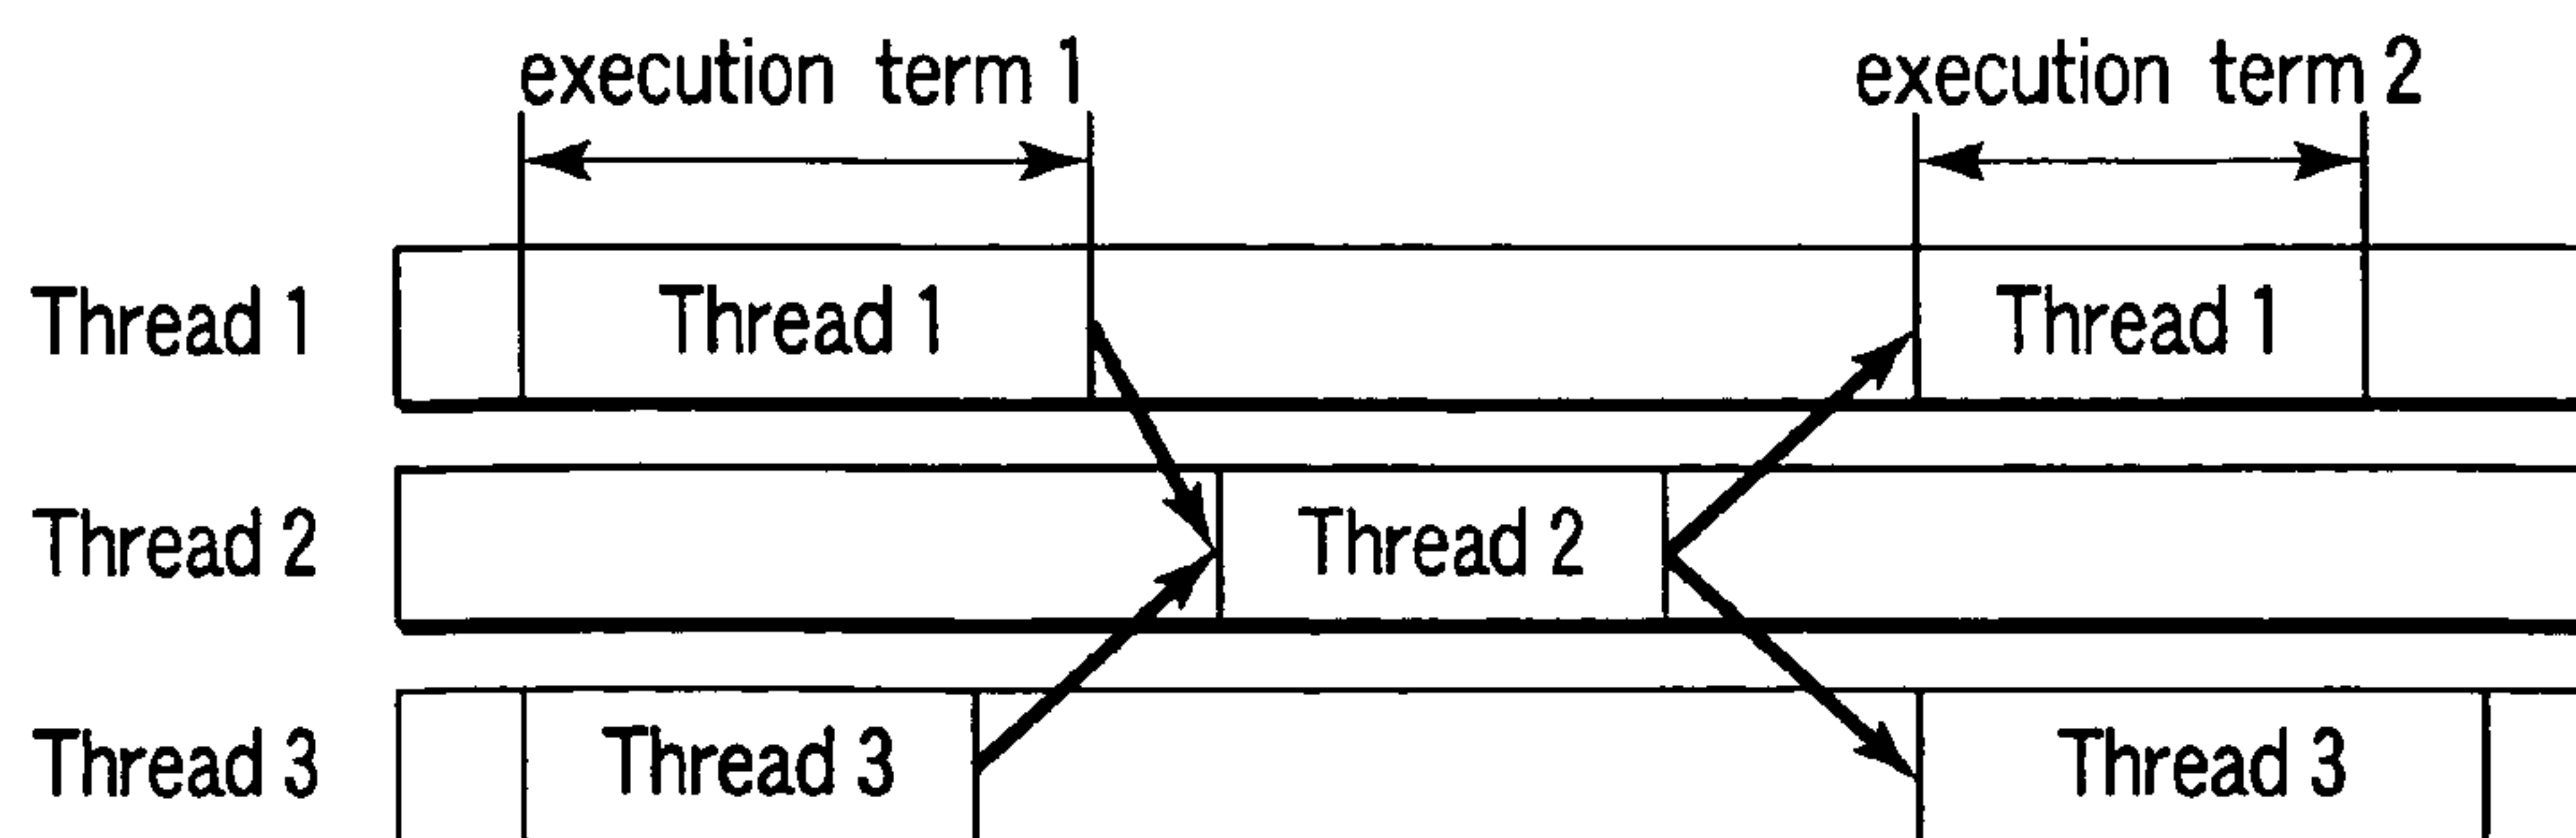 execution term 1 execution term 2
Thread 1 Thread 1 Thread 1
Thread 2 Thread 2
Thread 3 Thread 3 Thread 3